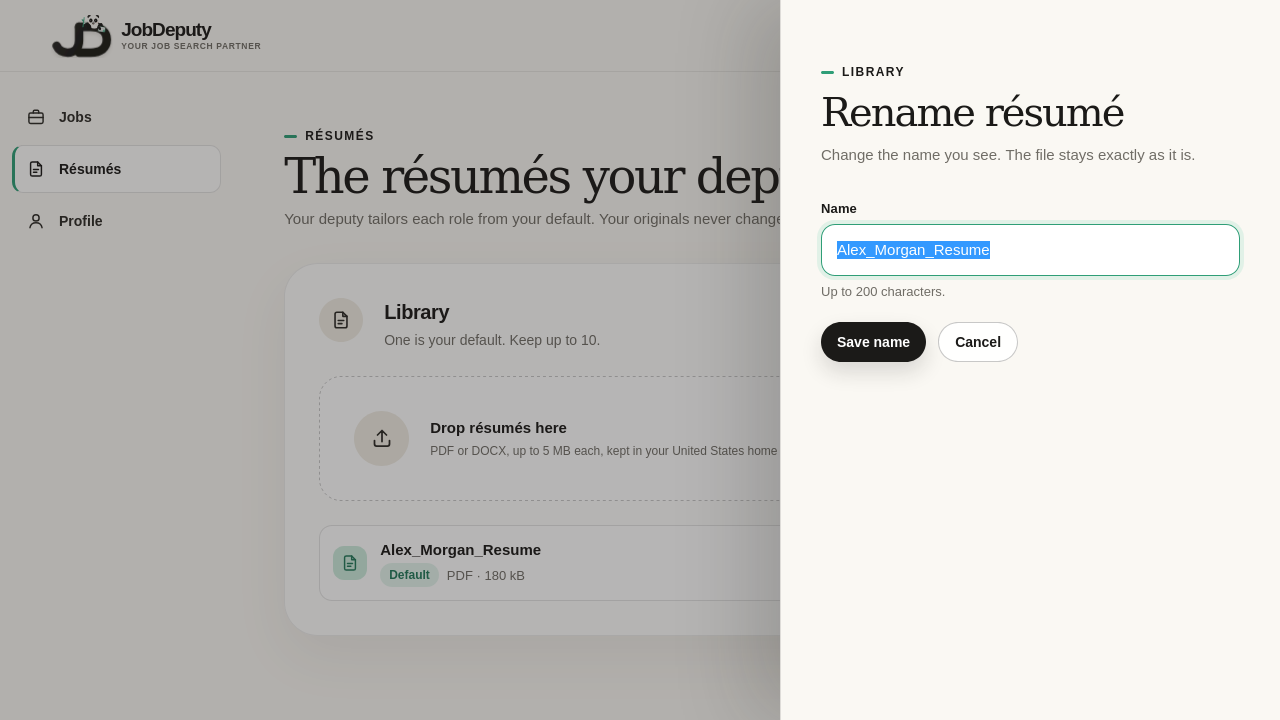 JobDeputy
YOUR JOB SEARCH PARTNER
Jobs
Résumés
Profile
RÉSUMÉS
The résumés your dep
Your deputy tailors each role from your default. Your originals never change
Library
One is your default. Keep up to 10.
Drop résumés here
PDF or DOCX, up to 5 MB each, kept in your United States home
Alex_Morgan_Resume
Default PDF · 180 kB
LIBRARY
Rename résumé
Change the name you see. The file stays exactly as it is.
Name
Alex_Morgan_Resume
Up to 200 characters.
Save name Cancel